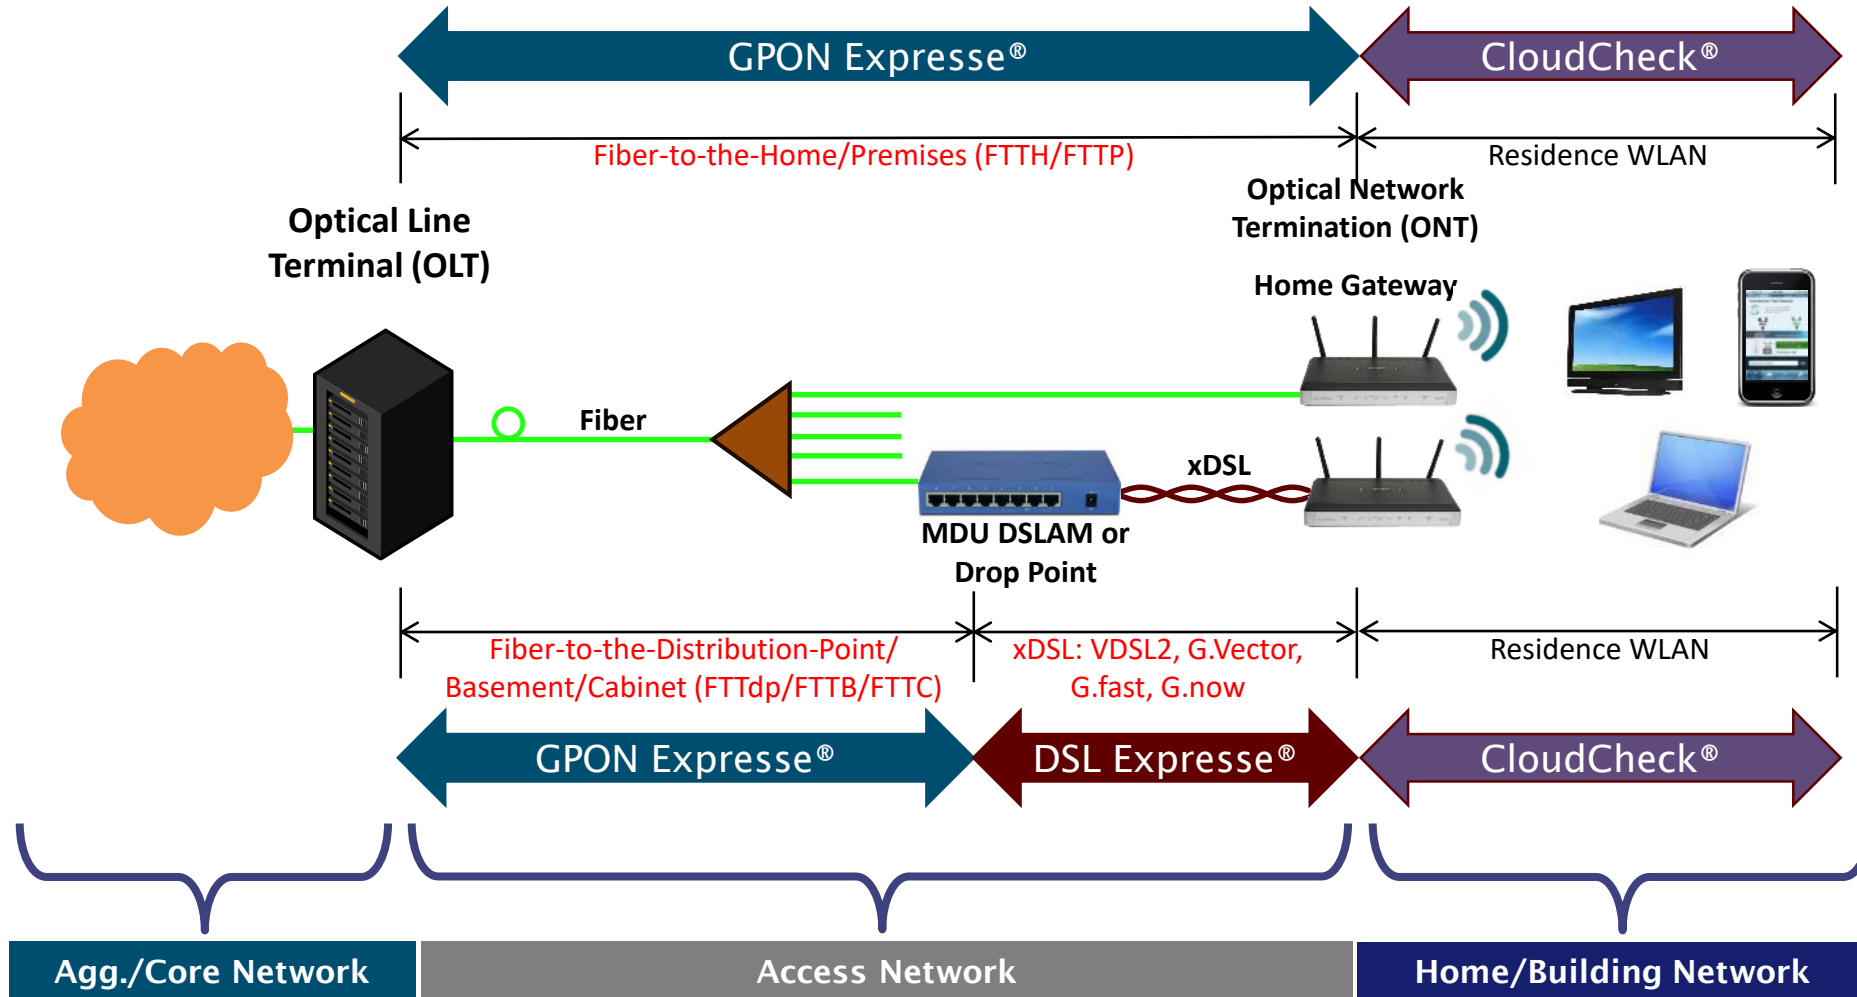 GPON Expresse®
CloudCheck®
Fiber-to-the-Home/Premises (FTTH/FTTP)
Residence WLAN
Optical Line
Terminal (OLT)
Optical Network
Termination (ONT)
Home Gateway
Fiber
xDSL
MDU DSLAM or
Drop Point
Fiber-to-the-Distribution-Point/
Basement/Cabinet (FTTdp/FTTB/FTTC)
xDSL: VDSL2, G.Vector,
G.fast, G.now
Residence WLAN
GPON Expresse®
DSL Expresse®
CloudCheck®
Agg./Core Network
Access Network
Home/Building Network